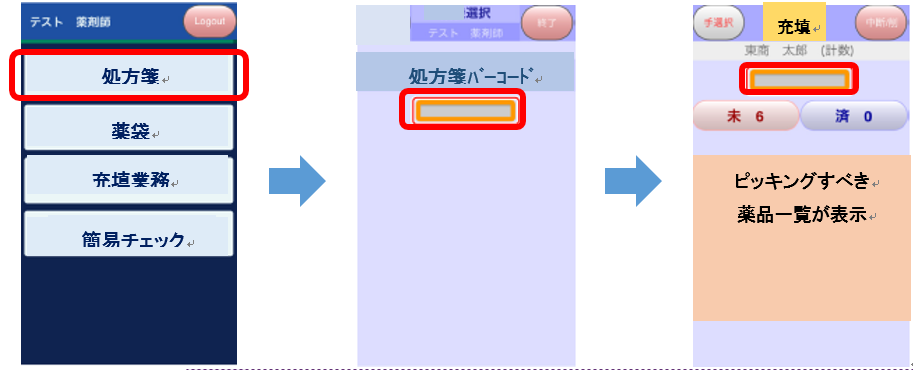 テスト 薬剤師
Logout
処方箋
薬袋
充填業務
簡易チェック
選択
テスト 薬剤師
終了
処方箋ﾊﾞｰｺｰﾄﾞ
手選択
充填
東商 太郎 (計数)
未 6
済 0
ピッキングすべき
薬品一覧が表示